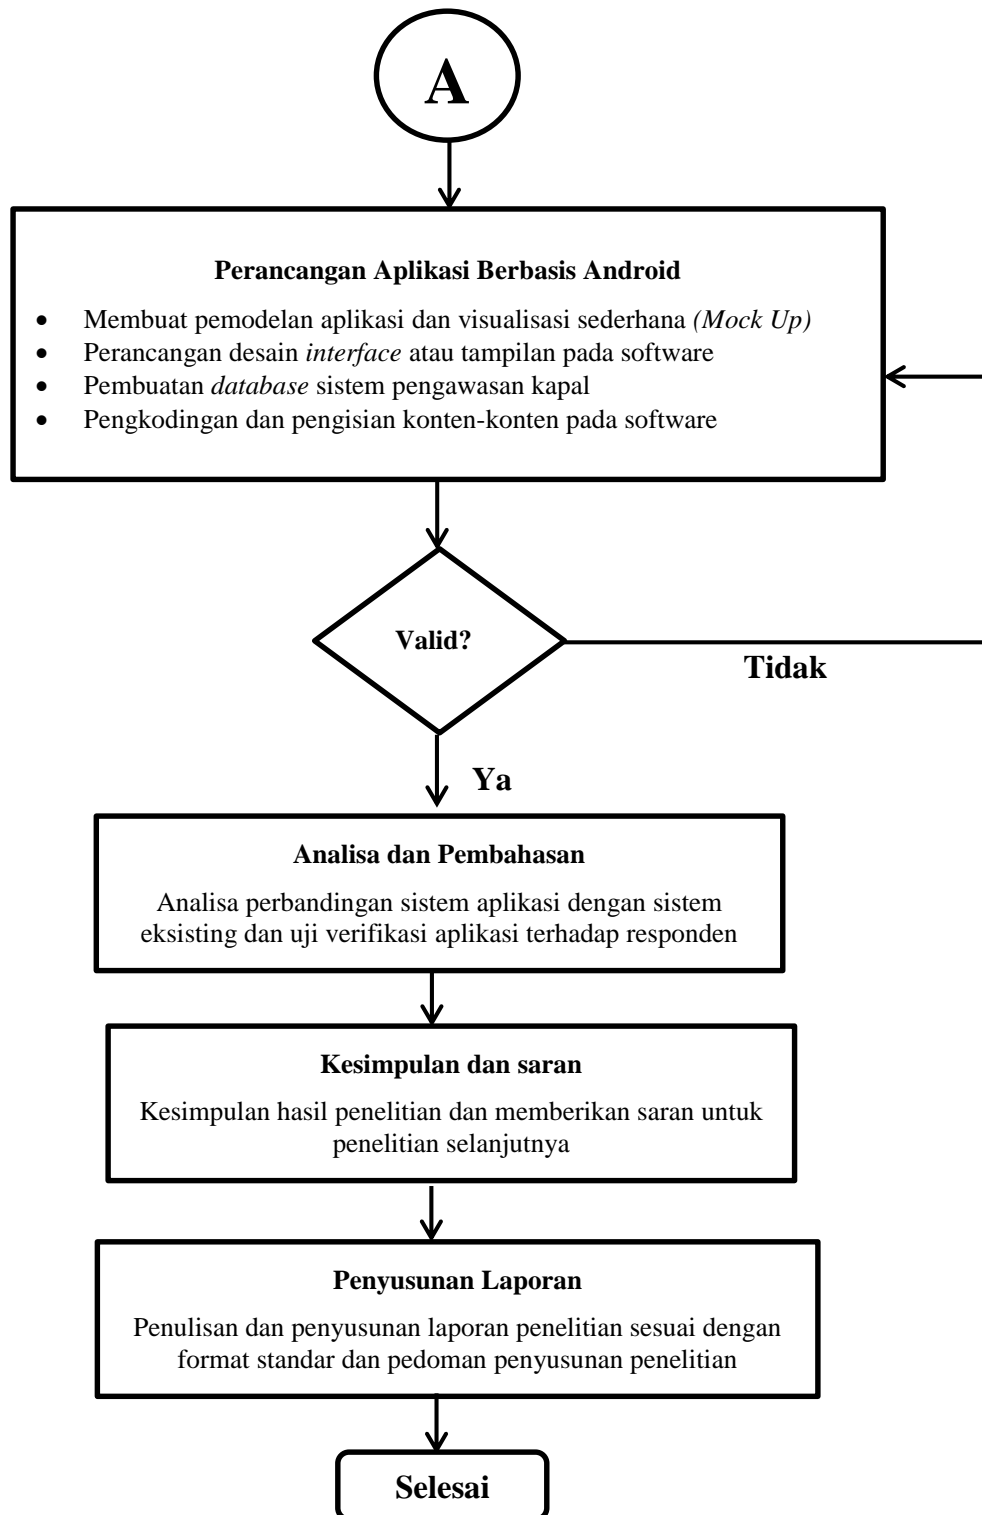 A
Perancangan Aplikasi Berbasis Android
• Membuat pemodelan aplikasi dan visualisasi sederhana (Mock Up)
• Perancangan desain interface atau tampilan pada software
• Pembuatan database sistem pengawasan kapal
• Pengkodingan dan pengisian konten-konten pada software
Valid?
Tidak
Ya
Analisa dan Pembahasan
Analisa perbandingan sistem aplikasi dengan sistem
eksisting dan uji verifikasi aplikasi terhadap responden
Kesimpulan dan saran
Kesimpulan hasil penelitian dan memberikan saran untuk
penelitian selanjutnya
Penyusunan Laporan
Penulisan dan penyusunan laporan penelitian sesuai dengan
format standar dan pedoman penyusunan penelitian
Selesai